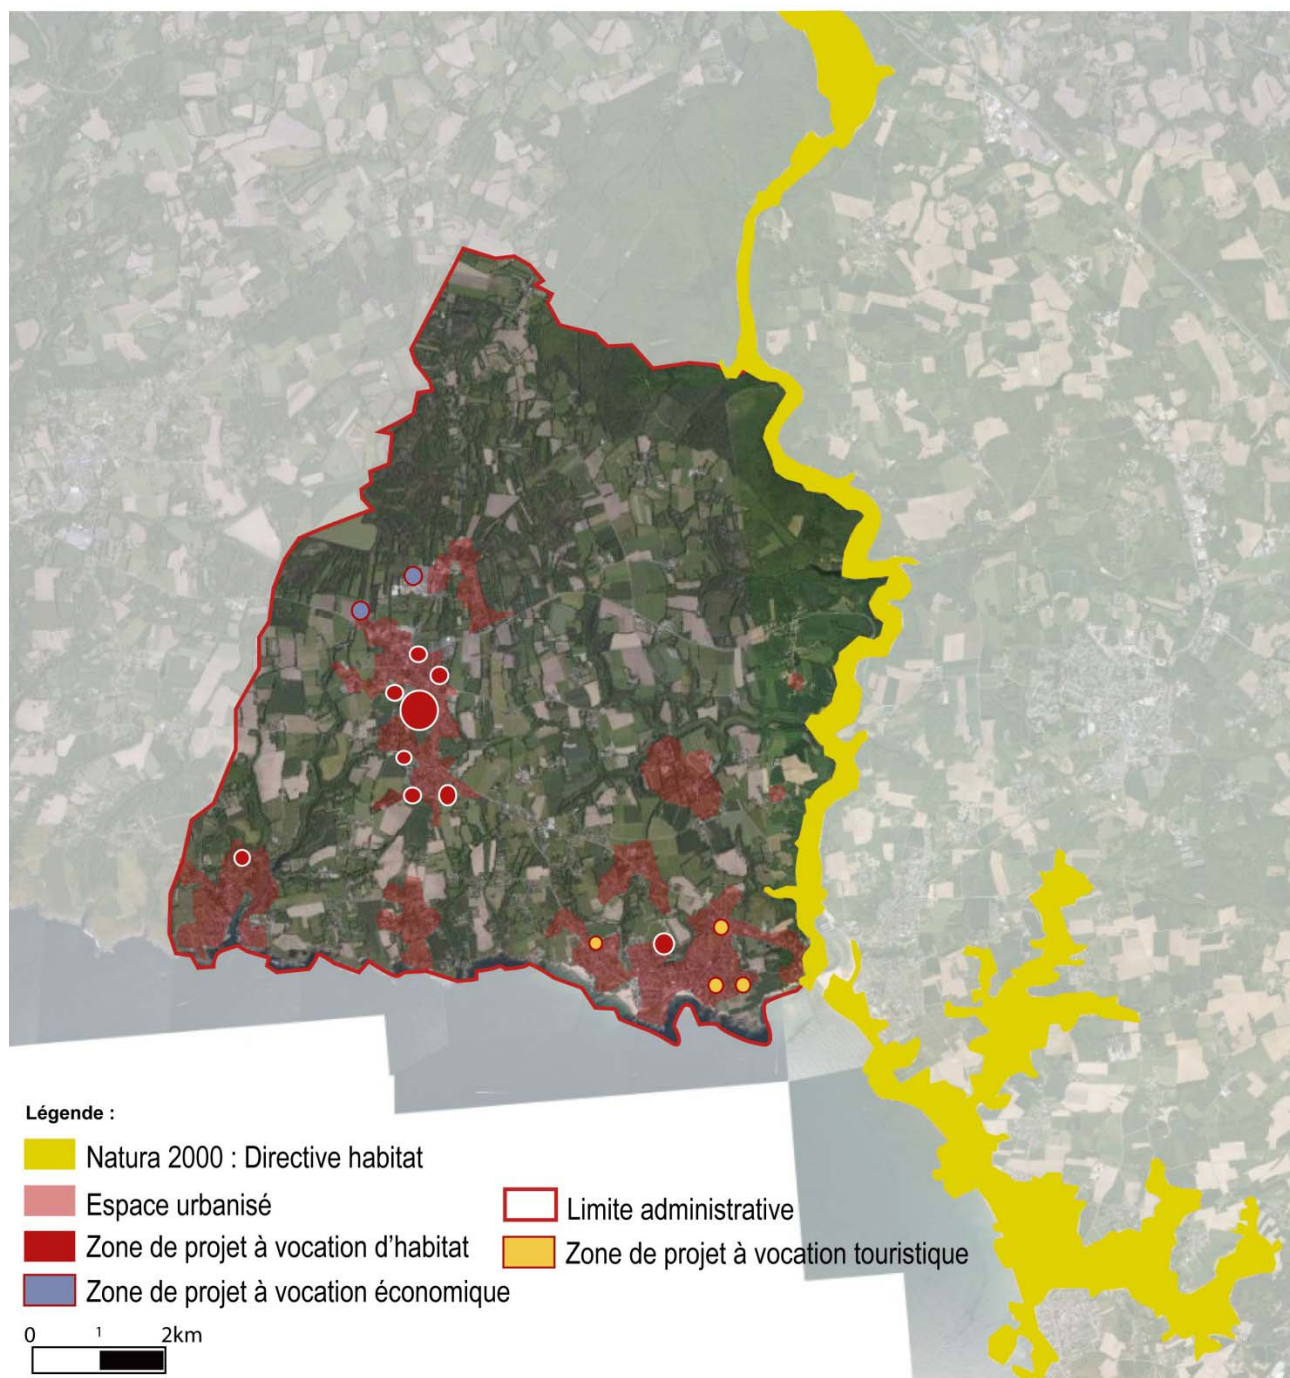 Légende :
Natura 2000 : Directive habitat
Espace urbanisé
Zone de projet à vocation d'habitat
Zone de projet à vocation économique
Limite administrative
Zone de projet à vocation touristique
0 1 2km